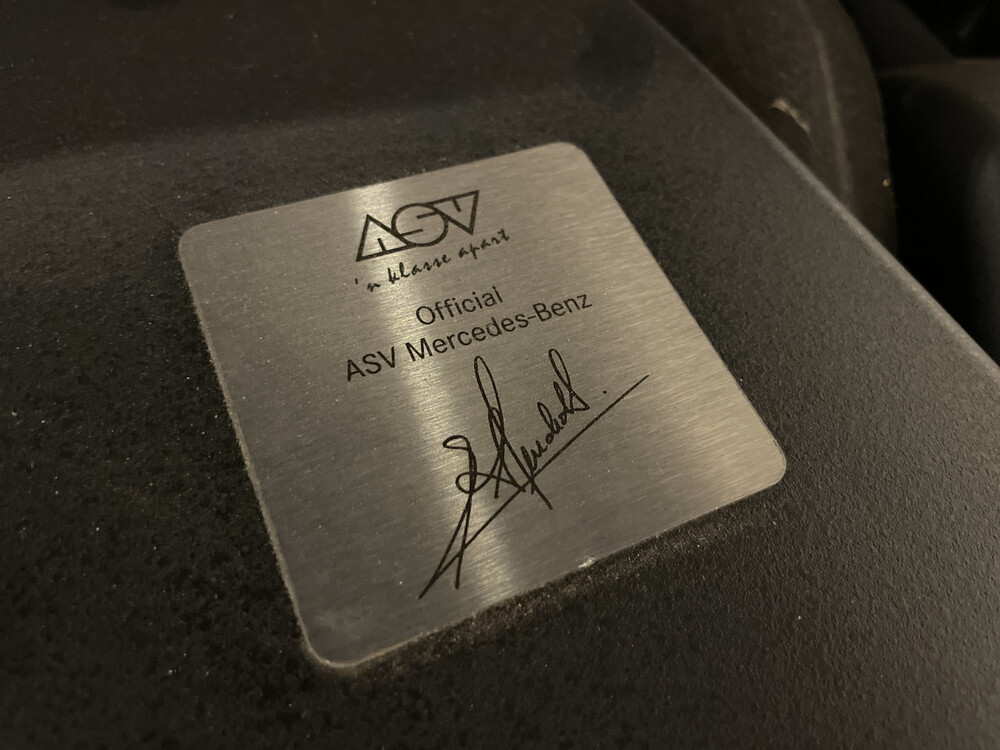 ASV
'n klasse apart
Official
ASV Mercedes-Benz